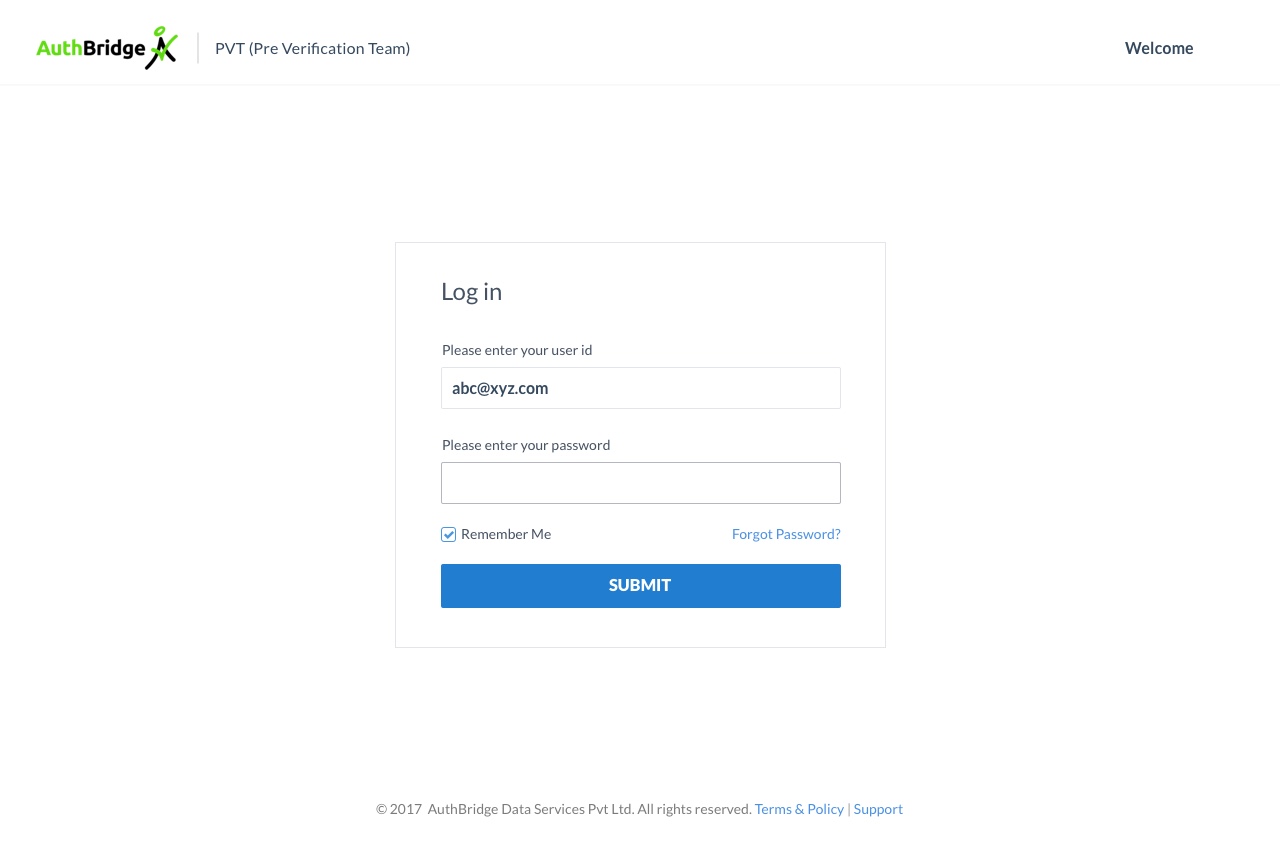 AuthBridge
PVT (Pre Verification Team)
Welcome
Log in
Please enter your user id
abc@xyz.com
Please enter your password
Remember Me
Forgot Password?
SUBMIT
© 2017 AuthBridge Data Services Pvt Ltd. All rights reserved. Terms & Policy | Support